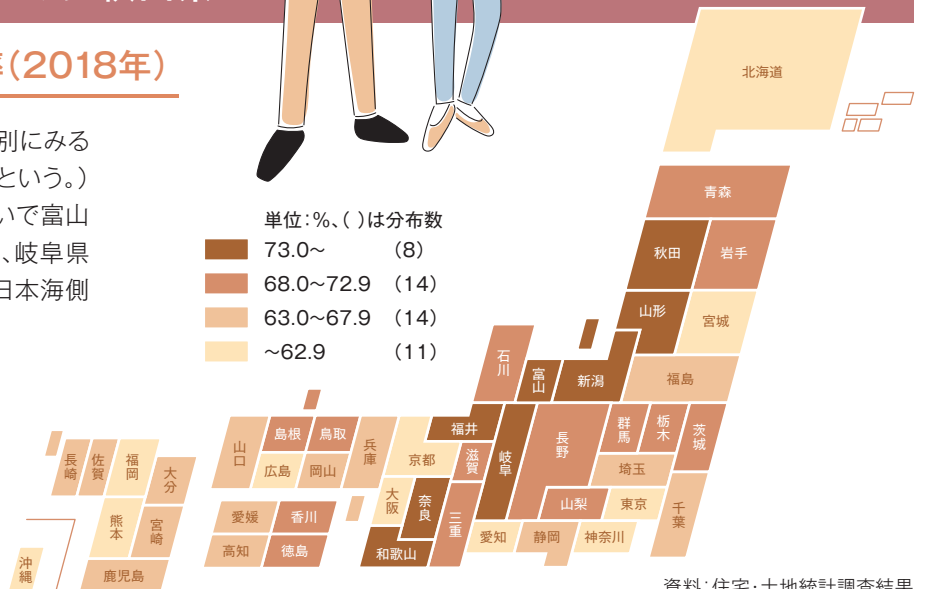 (2018年)
別にみる
という。)
いで富山
、岐阜県
日本海側
単位:%、( )は分布数
73.0~ (8)
68.0~72.9 (14)
63.0~67.9 (14)
~62.9 (11)
北海道
青森
秋田
岩手
山形
宮城
石川
富山
新潟
福島
福井
岐阜
長野
群馬
栃木
茨城
山口
島根
鳥取
兵庫
京都
滋賀
埼玉
広島
岡山
長崎
佐賀
福岡
大分
大阪
奈良
三重
山梨
東京
千葉
愛媛
香川
熊本
宮崎
高知
徳島
和歌山
愛知
静岡
神奈川
沖縄
鹿児島
資料:住宅・土地統計調査結果